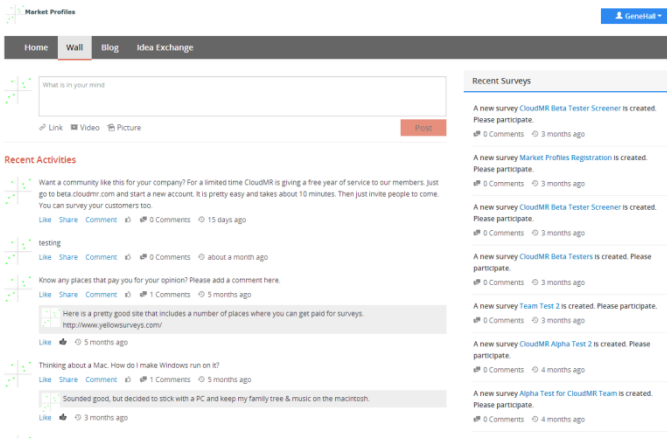 Market Profiles
GeneHall
Home Wall Blog Idea Exchange
What is in your mind
Link Video Picture
Post
Recent Activities
Want a community like this for your company? For a limited time CloudMR is giving a free year of service to our members. Just
go to beta.cloudmr.com and start a new account. It is pretty easy and takes about 10 minutes. Then just invite people to come.
You can survey your customers too.
Like Share Comment 0 Comments 15 days ago
testing
Like Share Comment 0 Comments about a month ago
Know any places that pay you for your opinion? Please add a comment here.
Like Share Comment 1 Comments 5 months ago
Here is a pretty good site that includes a number of places where you can get paid for surveys.
http://www.yellowsurveys.com/
Like 5 months ago
Thinking about a Mac. How do I make Windows run on it?
Like Share Comment 1 Comments 5 months ago
Sounded good, but decided to stick with a PC and keep my family tree & music on the macintosh.
Like 3 months ago
Recent Surveys
A new survey CloudMR Beta Tester Screener is created.
Please participate.
0 Comments 3 months ago
A new survey Market Profiles Registration is created.
Please participate.
0 Comments 3 months ago
A new survey CloudMR Beta Tester Screener is created.
Please participate.
0 Comments 3 months ago
A new survey CloudMR Beta Testers is created. Please
participate.
0 Comments 3 months ago
A new survey Team Test 2 is created. Please participate.
0 Comments 3 months ago
A new survey CloudMR Alpha Test 2 is created. Please
participate.
0 Comments 4 months ago
A new survey Alpha Test for CloudMR Team is created.
Please participate.
0 Comments 4 months ago